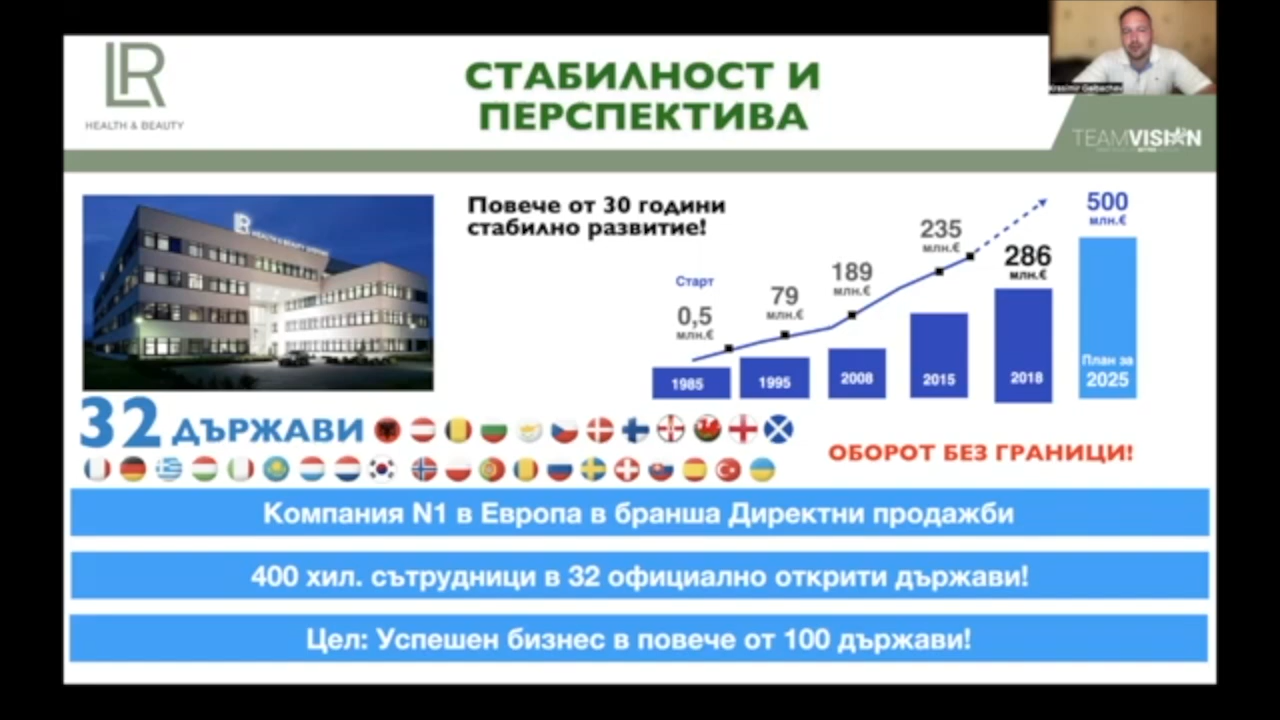 LR
HEALTH & BEAUTY
СТАБИЛНОСТ И
ПЕРСПЕКТИВА
TEAMVISION
LR
HEALTH & BEAUTY
Повече от 30 години
стабилно развитие!
Старт
0,5
млн.€
79
млн.€
189
млн.€
235
млн.€
286
млн.€
500
млн.€
1985
1995
2008
2015
2018
План за
2025
32 ДЪРЖАВИ
ОБОРОТ БЕЗ ГРАНИЦИ!
Компания N1 в Европа в бранша Директни продажби
400 хил. сътрудници в 32 официално открити държави!
Цел: Успешен бизнес в повече от 100 държави!